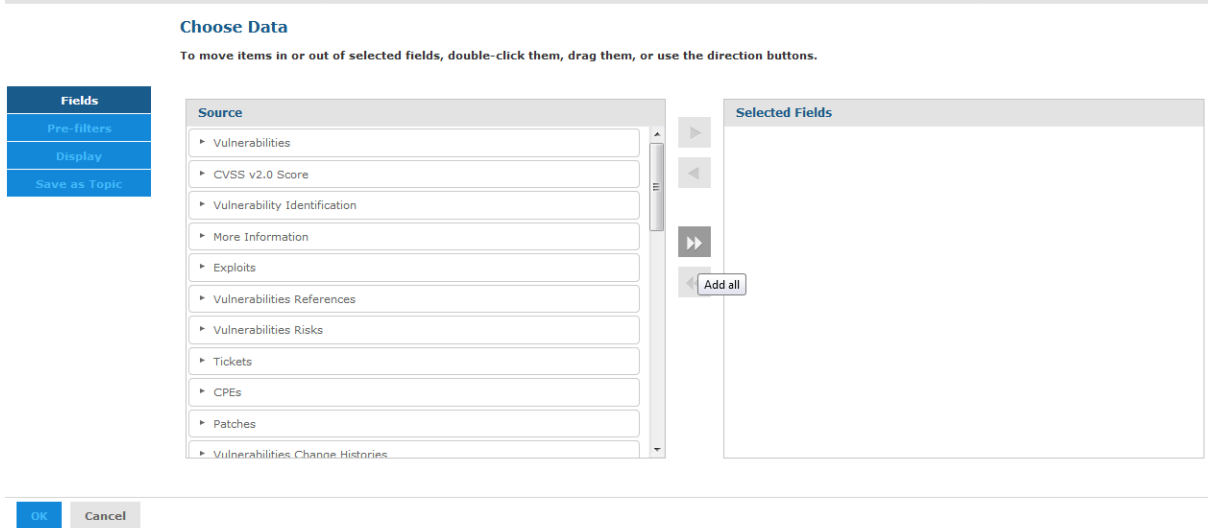 Choose Data
To move items in or out of selected fields, double-click them, drag them, or use the direction buttons.
Fields
Pre-filters
Display
Save as Topic
Source
Vulnerabilities
CVSS v2.0 Score
Vulnerability Identification
More Information
Exploits
Vulnerabilities References
Vulnerabilities Risks
Tickets
CPEs
Patches
Vulnerabilities Change Histories
Add all
Selected Fields
OK
Cancel